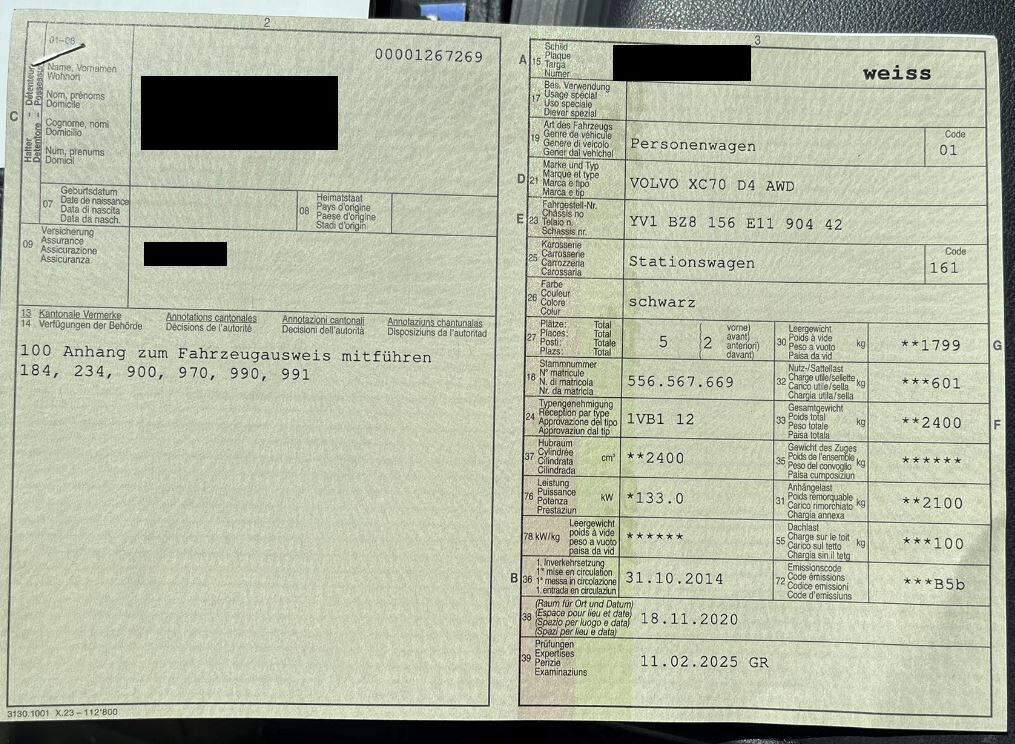 2
01–06
00001267269
C
Halter - Détenteur
Detentore - Possessur
Name, Vornamen
Wohnort
Nom, prénoms
Domicile
Cognome, nomi
Domicilio
Num, prenums
Domicil
07
Geburtsdatum
Date de naissance
Data di nascita
Data da nasch.
08
Heimatstaat
Pays d'origine
Paese d'origine
Stadi d'origin
09
Versicherung
Assurance
Assicurazione
Assicuranza
13 Kantonale Vermerke Annotations cantonales Annotazioni cantonali Annotaziuns chantunalas
14 Verfügungen der Behörde Décisions de l'autorité Decisioni dell'autorità Disposiziuns da l'autoritad
100 Anhang zum Fahrzeugausweis mitführen
184, 234, 900, 970, 990, 991
3130.1001 X.23 – 112'800
3
A 15
Schild
Plaque
Targa
Numer
weiss
17
Bes. Verwendung
Usage spécial
Uso speciale
Diever spezial
19
Art des Fahrzeugs
Genre de véhicule
Genere di veicolo
Gener dal vehichel
Personenwagen
Code
01
D 21
Marke und Typ
Marque et type
Marca e tipo
Marca e tip
VOLVO XC70 D4 AWD
E 23
Fahrgestell-Nr.
Châssis no
Telaio n.
Schassis nr.
YV1 BZ8 156 E11 904 42
25
Karosserie
Carrosserie
Carrozzeria
Carossaria
Stationswagen
Code
161
26
Farbe
Couleur
Colore
Colur
schwarz
27
Plätze: Total
Places: Total
Posti: Totale
Plazs: Total
5
2
vorne)
avant)
anteriori)
davant)
30
Leergewicht
Poids à vide
Peso a vuoto
Paisa da vid
kg
**1799
G
18
Stammnummer
N° matricule
N. di matricola
Nr. da matricla
556.567.669
32
Nutz-/Sattellast
Charge utile/sellette
Carico utile/sella
Chargia utila/sella
kg
***601
24
Typengenehmigung
Réception par type
Approvazione del tipo
Approvaziun dal tip
1VB1 12
33
Gesamtgewicht
Poids total
Peso totale
Paisa totala
kg
**2400
F
37
Hubraum
Cylindrée
Cilindrata
Cilindrada
cm³
**2400
35
Gewicht des Zuges
Poids de l'ensemble
Peso del convoglio
Paisa cumposiziun
kg
******
76
Leistung
Puissance
Potenza
Prestaziun
kW
*133.0
31
Anhängelast
Poids remorquable
Carico rimorchiato
Chargia annexa
kg
**2100
78 kW/kg
Leergewicht
poids à vide
peso a vuoto
paisa da vid
******
55
Dachlast
Charge sur le toit
Carico sul tetto
Chargia sin il tetg
kg
***100
B 36
1. Inverkehrsetzung
1re mise en circulation
1a messa in circolazione
1. entrada en circulaziun
31.10.2014
72
Emissionscode
Code émissions
Codice emissioni
Code d'emissiuns
***B5b
38
(Raum für Ort und Datum)
(Espace pour lieu et date)
(Spazio per luogo e data)
(Spazi per lieu e data)
18.11.2020
39
Prüfungen
Expertises
Perizie
Examinaziuns
11.02.2025 GR